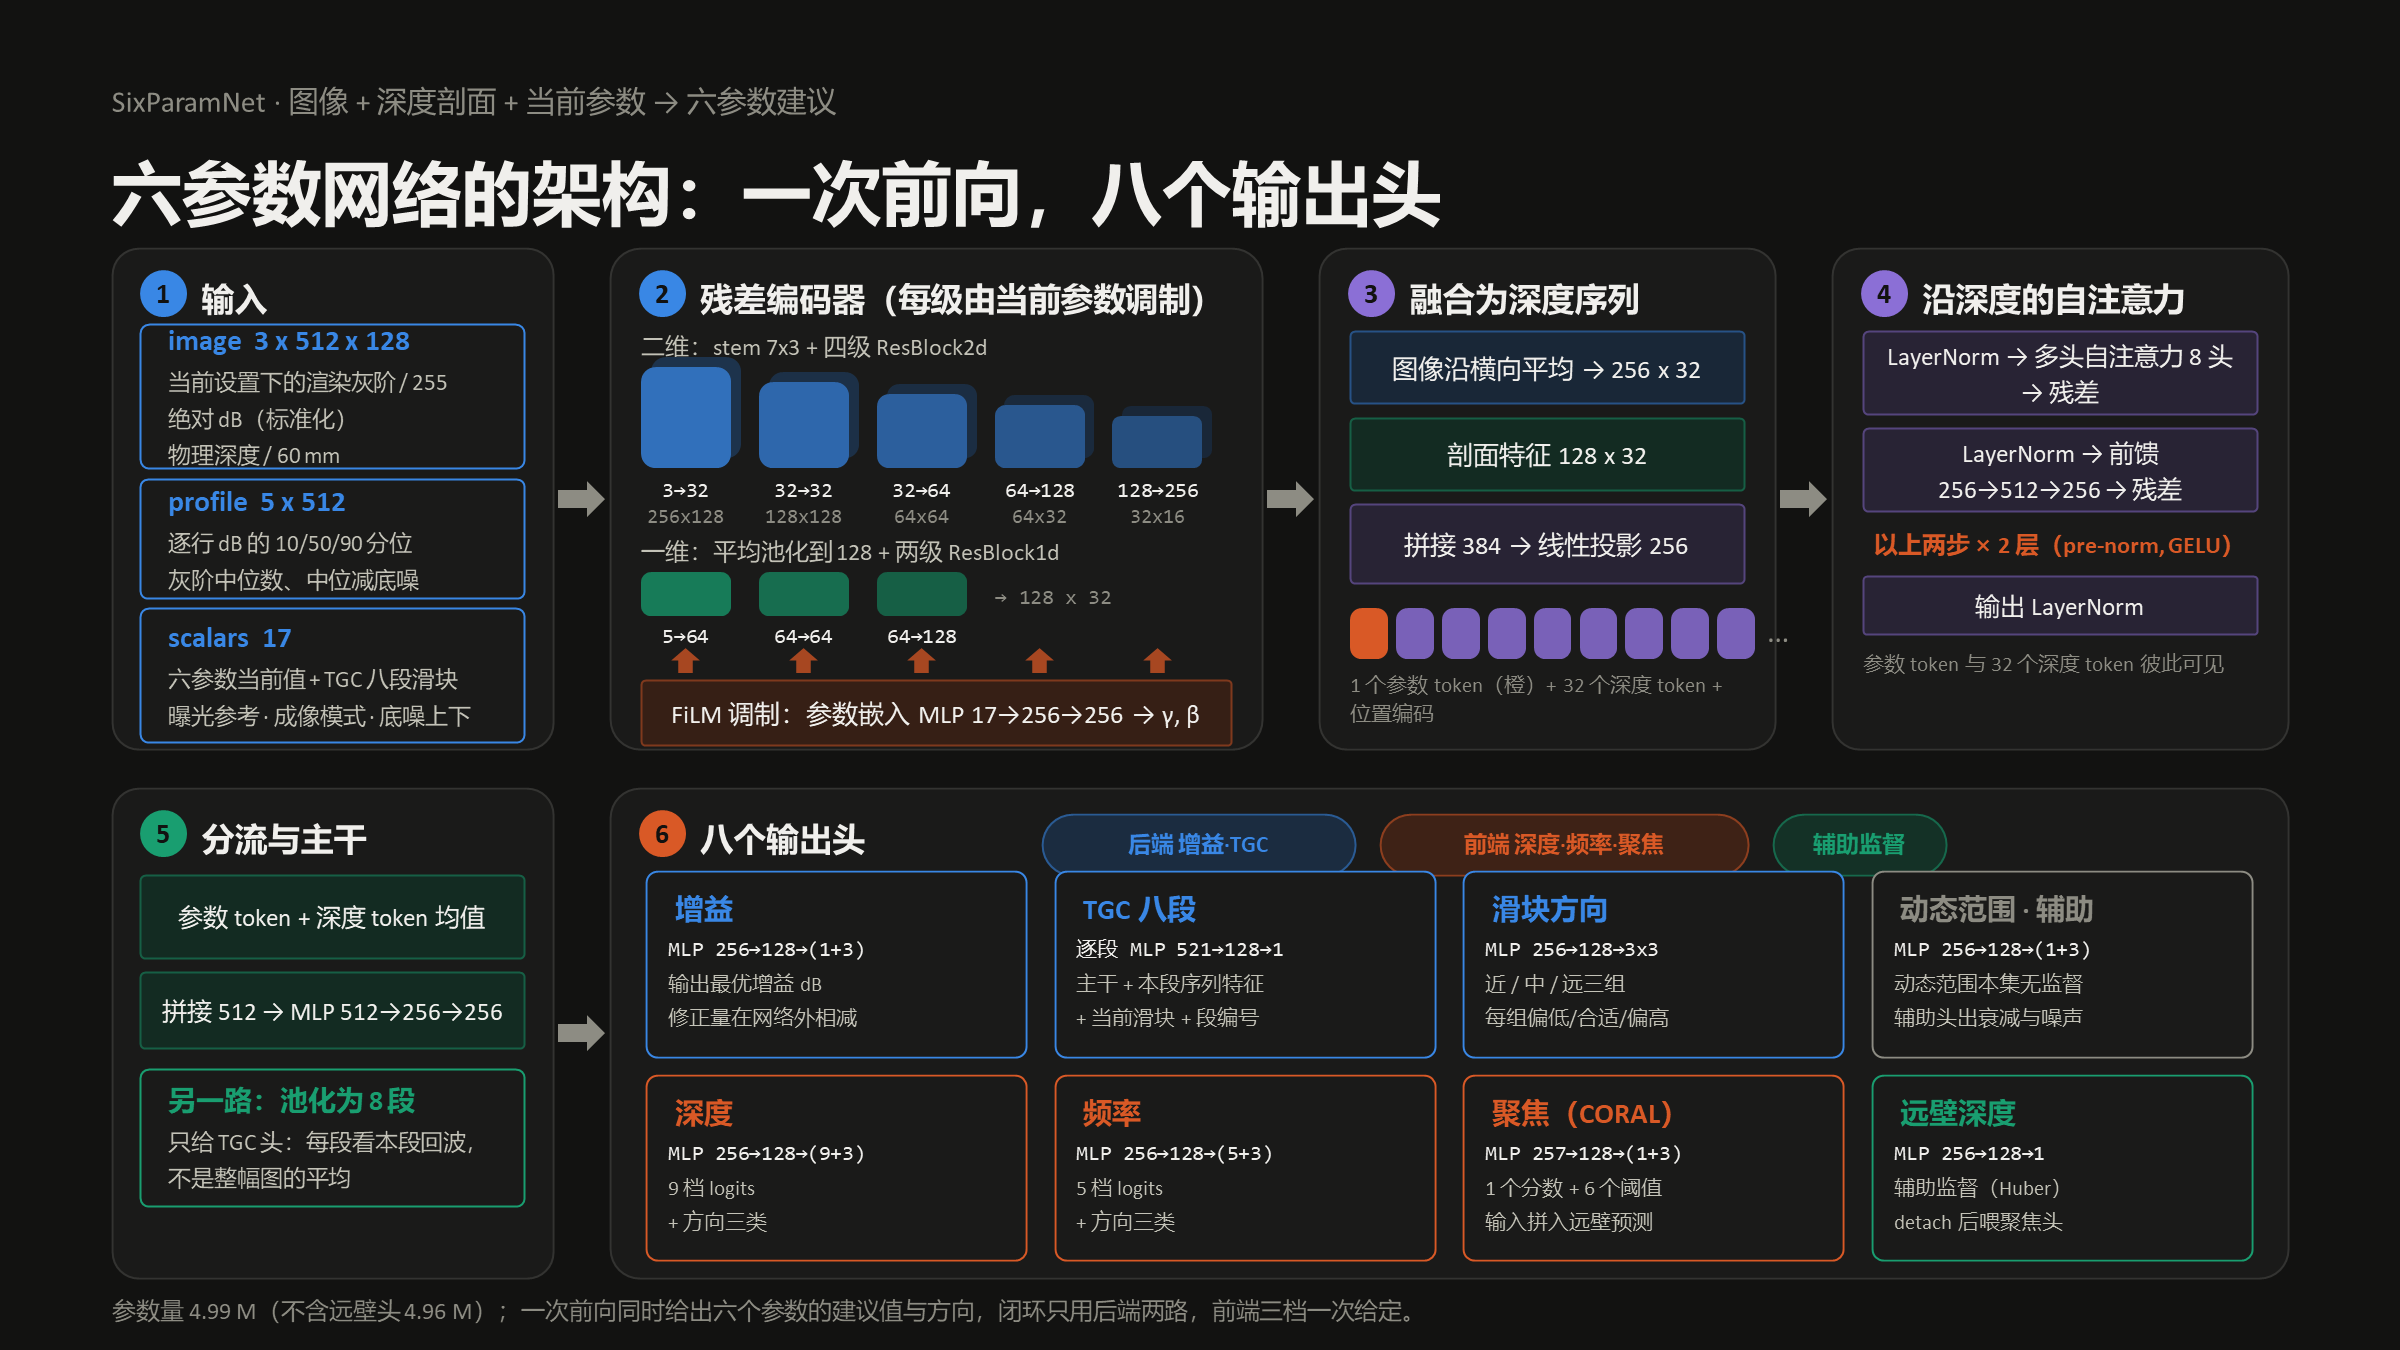 SixParamNet · 图像 + 深度剖面 + 当前参数 → 六参数建议
六参数网络的架构：一次前向，八个输出头
1 输入
image 3 x 512 x 128
当前设置下的渲染灰阶 / 255
绝对 dB（标准化）
物理深度 / 60 mm
profile 5 x 512
逐行 dB 的 10/50/90 分位
灰阶中位数、中位减底噪
scalars 17
六参数当前值 + TGC 八段滑块
曝光参考 · 成像模式 · 底噪上下
2 残差编码器（每级由当前参数调制）
二维：stem 7x3 + 四级 ResBlock2d
3→32 32→32 32→64 64→128 128→256
256x128 128x128 64x64 64x32 32x16
一维：平均池化到 128 + 两级 ResBlock1d
→ 128 x 32
5→64 64→64 64→128
FiLM 调制：参数嵌入 MLP 17→256→256 → γ, β
3 融合为深度序列
图像沿横向平均 → 256 x 32
剖面特征 128 x 32
拼接 384 → 线性投影 256
...
1 个参数 token（橙）+ 32 个深度 token +
位置编码
4 沿深度的自注意力
LayerNorm → 多头自注意力 8 头
→ 残差
LayerNorm → 前馈
256→512→256 → 残差
以上两步 × 2 层（pre-norm, GELU）
输出 LayerNorm
参数 token 与 32 个深度 token 彼此可见
5 分流与主干
参数 token + 深度 token 均值
拼接 512 → MLP 512→256→256
另一路：池化为 8 段
只给 TGC 头：每段看本段回波，
不是整幅图的平均
6 八个输出头
后端 增益·TGC
前端 深度·频率·聚焦
辅助监督
增益
MLP 256→128→(1+3)
输出最优增益 dB
修正量在网络外相减
TGC 八段
逐段 MLP 521→128→1
主干 + 本段序列特征
+ 当前滑块 + 段编号
滑块方向
MLP 256→128→3x3
近 / 中 / 远三组
每组偏低/合适/偏高
动态范围 · 辅助
MLP 256→128→(1+3)
动态范围本集无监督
辅助头出衰减与噪声
深度
MLP 256→128→(9+3)
9 档 logits
+ 方向三类
频率
MLP 256→128→(5+3)
5 档 logits
+ 方向三类
聚焦（CORAL）
MLP 257→128→(1+3)
1 个分数 + 6 个阈值
输入拼入远壁预测
远壁深度
MLP 256→128→1
辅助监督（Huber）
detach 后喂聚焦头
参数量 4.99 M（不含远壁头 4.96 M）；一次前向同时给出六个参数的建议值与方向，闭环只用后端两路，前端三档一次给定。